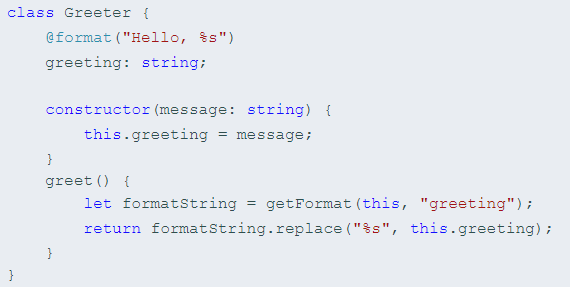 class Greeter {
    @format("Hello, %s")
    greeting: string;

    constructor(message: string) {
        this.greeting = message;
    }
    greet() {
        let formatString = getFormat(this, "greeting");
        return formatString.replace("%s", this.greeting);
    }
}